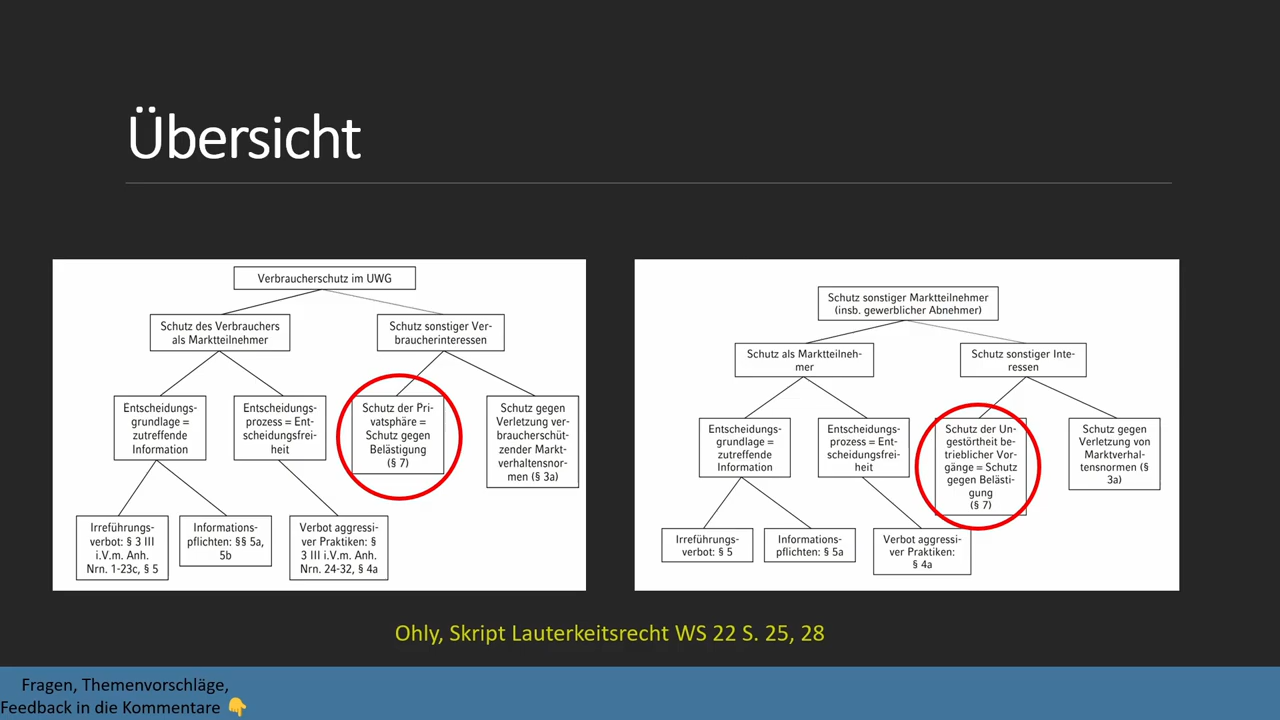 Übersicht
Verbraucherschutz im UWG
Schutz des Verbrauchers
als Marktteilnehmer
Schutz sonstiger Ver-
braucherinteressen
Entscheidungs-
grundlage =
zutreffende
Information
Entscheidungs-
prozess = Ent-
scheidungsfrei-
heit
Schutz der Pri-
vatsphäre =
Schutz gegen
Belästigung
(§ 7)
Schutz gegen
Verletzung ver-
braucherschüt-
zender Markt-
verhaltensnor-
men (§ 3a)
Irreführungs-
verbot: § 3 III
i.V.m. Anh.
Nrn. 1-23c, § 5
Informations-
pflichten: §§ 5a,
5b
Verbot aggressi-
ver Praktiken: §
3 III i.V.m. Anh.
Nrn. 24-32, § 4a
Schutz sonstiger Marktteilnehmer
(insb. gewerblicher Abnehmer)
Schutz als Marktteilneh-
mer
Schutz sonstiger Inte-
ressen
Entscheidungs-
grundlage =
zutreffende
Information
Entscheidungs-
prozess = Ent-
scheidungsfrei-
heit
Schutz der Un-
gestörtheit be-
trieblicher Vor-
gänge = Schutz
gegen Belästi-
gung
(§ 7)
Schutz gegen
Verletzung von
Marktverhal-
tensnormen (§
3a)
Irreführungs-
verbot: § 5
Informations-
pflichten: § 5a
Verbot aggressi-
ver Praktiken:
§ 4a
Ohly, Skript Lauterkeitsrecht WS 22 S. 25, 28
Fragen, Themenvorschläge,
Feedback in die Kommentare 👇